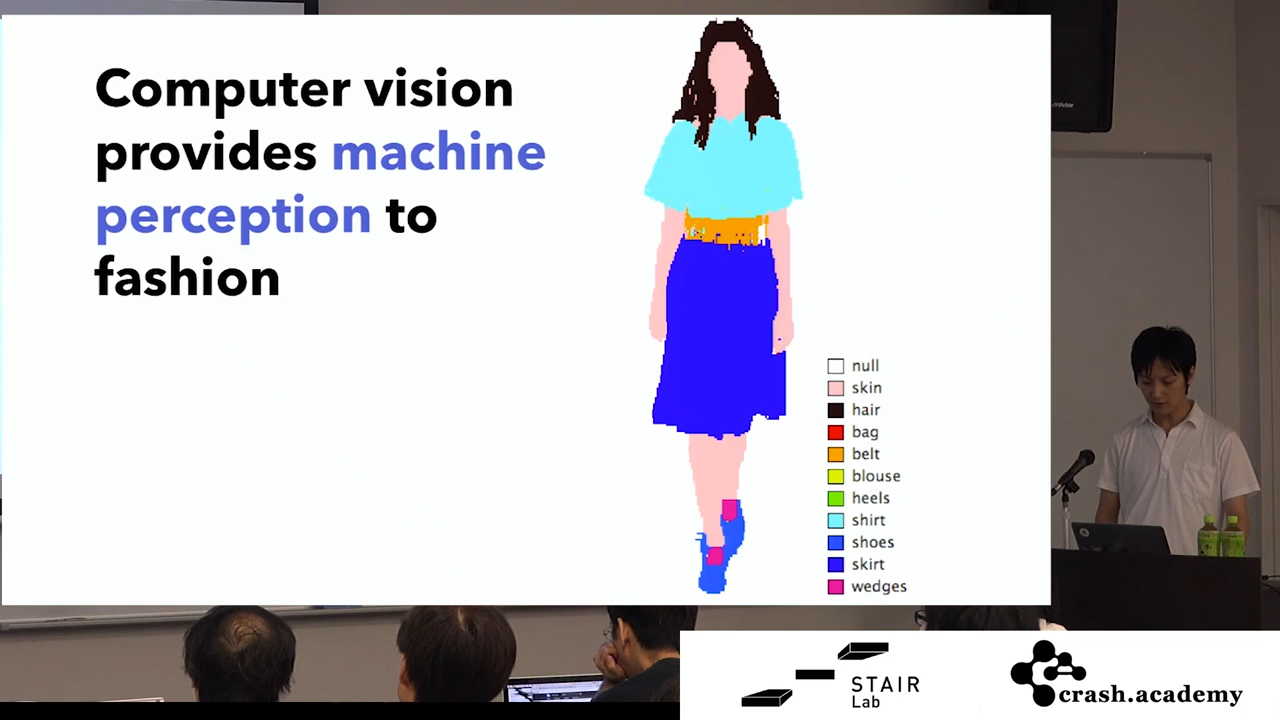 Computer vision
provides machine
perception to
fashion
null
skin
hair
bag
belt
blouse
heels
shirt
shoes
skirt
wedges
STAIR
Lab
crash.academy